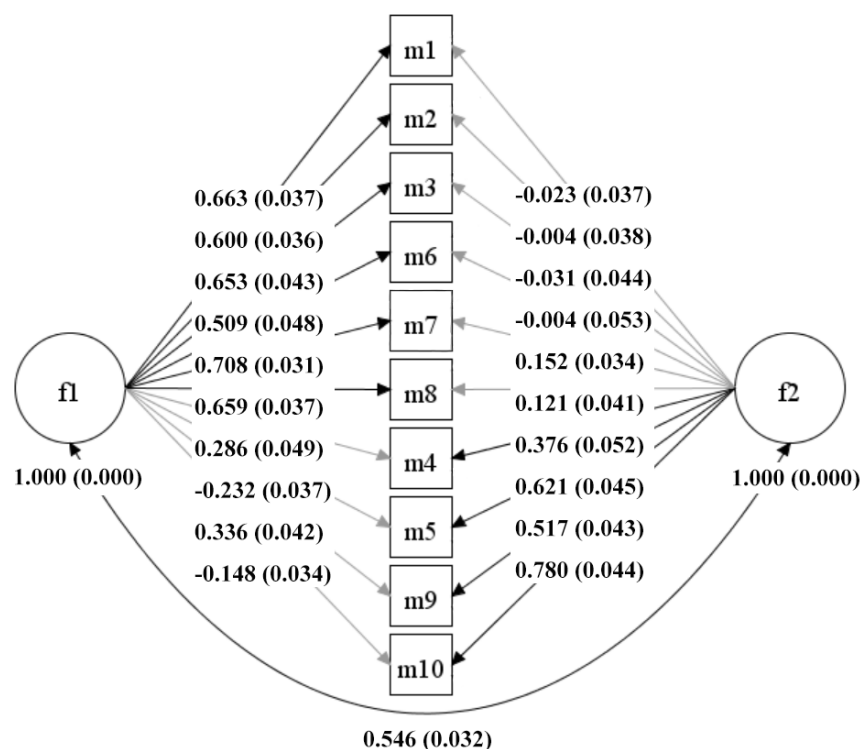 m1
m2
m3
m6
m7
m8
m4
m5
m9
m10
0.663 (0.037)
0.600 (0.036)
0.653 (0.043)
0.509 (0.048)
0.708 (0.031)
0.659 (0.037)
0.286 (0.049)
-0.232 (0.037)
0.336 (0.042)
-0.148 (0.034)
-0.023 (0.037)
-0.004 (0.038)
-0.031 (0.044)
-0.004 (0.053)
0.152 (0.034)
0.121 (0.041)
0.376 (0.052)
0.621 (0.045)
0.517 (0.043)
0.780 (0.044)
f1
f2
1.000 (0.000)
1.000 (0.000)
0.546 (0.032)